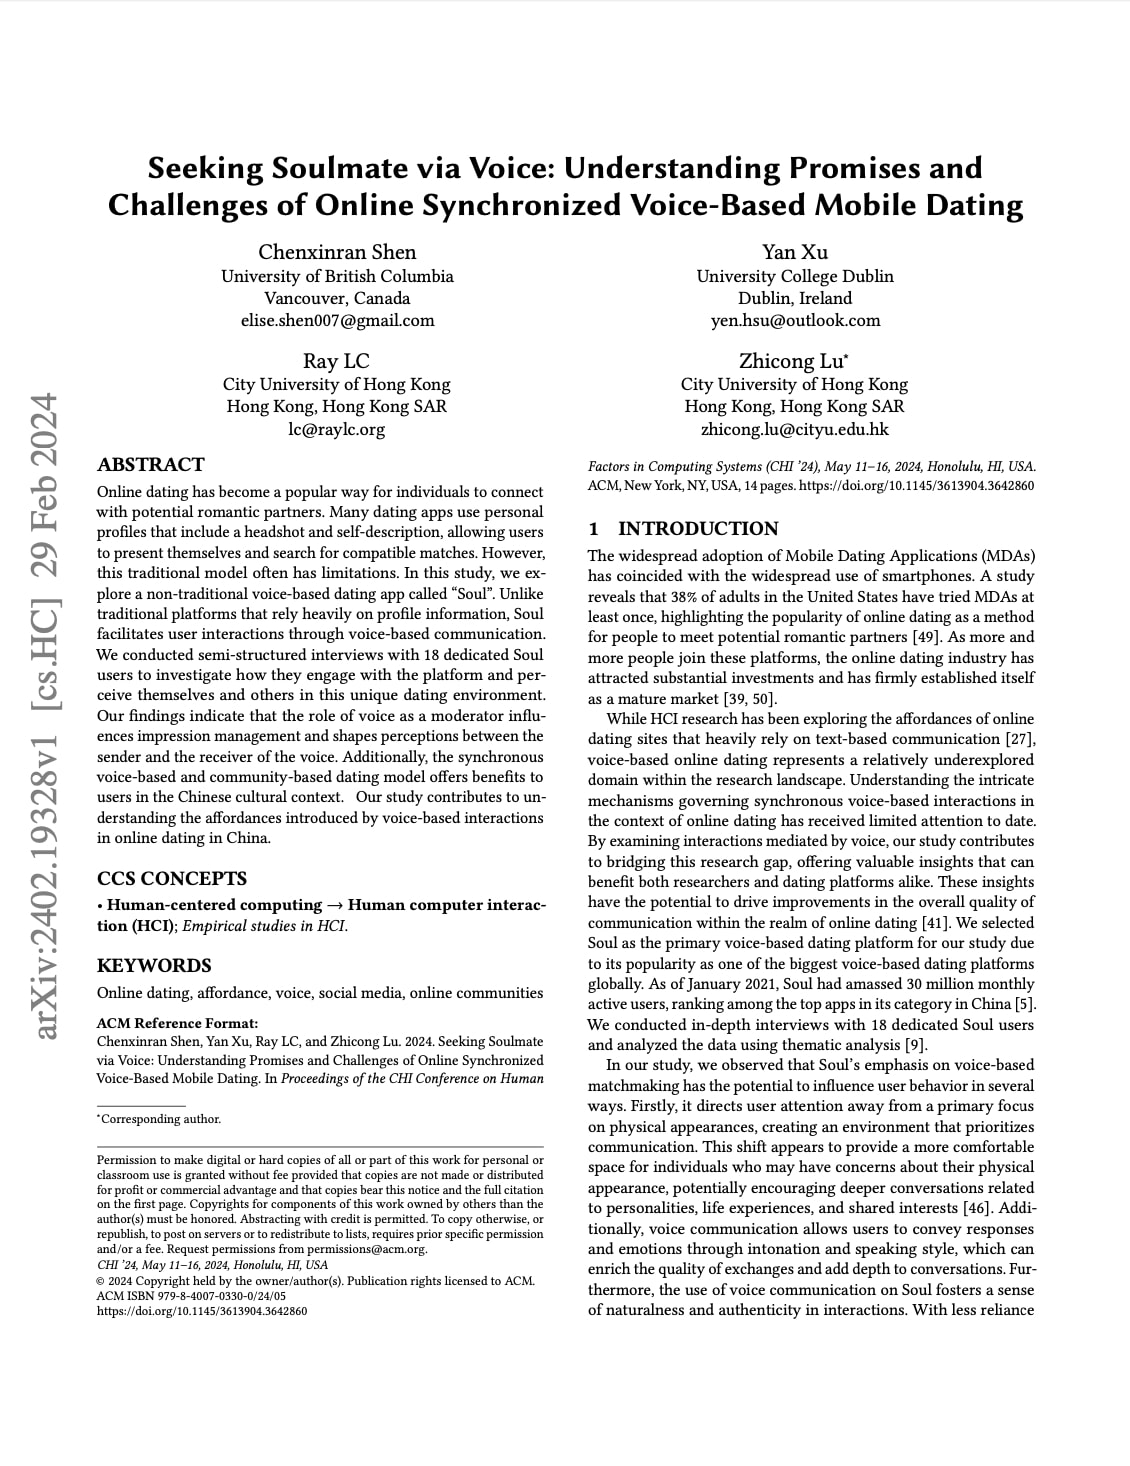 Seeking Soulmate via Voice: Understanding Promises and
Challenges of Online Synchronized Voice-Based Mobile Dating
Chenxinran Shen
University of British Columbia
Vancouver, Canada
elise.shen007@gmail.com
Yan Xu
University College Dublin
Dublin, Ireland
yen.hsu@outlook.com
Ray LC
City University of Hong Kong
Hong Kong, Hong Kong SAR
lc@raylc.org
Zhicong Lu*
City University of Hong Kong
Hong Kong, Hong Kong SAR
zhicong.lu@cityu.edu.hk
arXiv:2402.19328v1 [cs.HC] 29 Feb 2024
ABSTRACT
Online dating has become a popular way for individuals to connect
with potential romantic partners. Many dating apps use personal
profiles that include a headshot and self-description, allowing users
to present themselves and search for compatible matches. However,
this traditional model often has limitations. In this study, we ex-
plore a non-traditional voice-based dating app called “Soul”. Unlike
traditional platforms that rely heavily on profile information, Soul
facilitates user interactions through voice-based communication.
We conducted semi-structured interviews with 18 dedicated Soul
users to investigate how they engage with the platform and per-
ceive themselves and others in this unique dating environment.
Our findings indicate that the role of voice as a moderator influ-
ences impression management and shapes perceptions between the
sender and the receiver of the voice. Additionally, the synchronous
voice-based and community-based dating model offers benefits to
users in the Chinese cultural context. Our study contributes to un-
derstanding the affordances introduced by voice-based interactions
in online dating in China.
CCS CONCEPTS
• Human-centered computing → Human computer interac-
tion (HCI); Empirical studies in HCI.
KEYWORDS
Online dating, affordance, voice, social media, online communities
ACM Reference Format:
Chenxinran Shen, Yan Xu, Ray LC, and Zhicong Lu. 2024. Seeking Soulmate
via Voice: Understanding Promises and Challenges of Online Synchronized
Voice-Based Mobile Dating. In Proceedings of the CHI Conference on Human
*Corresponding author.
Permission to make digital or hard copies of all or part of this work for personal or
classroom use is granted without fee provided that copies are not made or distributed
for profit or commercial advantage and that copies bear this notice and the full citation
on the first page. Copyrights for components of this work owned by others than the
author(s) must be honored. Abstracting with credit is permitted. To copy otherwise, or
republish, to post on servers or to redistribute to lists, requires prior specific permission
and/or a fee. Request permissions from permissions@acm.org.
CHI ’24, May 11–16, 2024, Honolulu, HI, USA
© 2024 Copyright held by the owner/author(s). Publication rights licensed to ACM.
ACM ISBN 979-8-4007-0330-0/24/05
https://doi.org/10.1145/3613904.3642860
Factors in Computing Systems (CHI ’24), May 11–16, 2024, Honolulu, HI, USA.
ACM, New York, NY, USA, 14 pages. https://doi.org/10.1145/3613904.3642860
1 INTRODUCTION
The widespread adoption of Mobile Dating Applications (MDAs)
has coincided with the widespread use of smartphones. A study
reveals that 38% of adults in the United States have tried MDAs at
least once, highlighting the popularity of online dating as a method
for people to meet potential romantic partners [49]. As more and
more people join these platforms, the online dating industry has
attracted substantial investments and has firmly established itself
as a mature market [39, 50].
While HCI research has been exploring the affordances of online
dating sites that heavily rely on text-based communication [27],
voice-based online dating represents a relatively underexplored
domain within the research landscape. Understanding the intricate
mechanisms governing synchronous voice-based interactions in
the context of online dating has received limited attention to date.
By examining interactions mediated by voice, our study contributes
to bridging this research gap, offering valuable insights that can
benefit both researchers and dating platforms alike. These insights
have the potential to drive improvements in the overall quality of
communication within the realm of online dating [41]. We selected
Soul as the primary voice-based dating platform for our study due
to its popularity as one of the biggest voice-based dating platforms
globally. As of January 2021, Soul had amassed 30 million monthly
active users, ranking among the top apps in its category in China [5].
We conducted in-depth interviews with 18 dedicated Soul users
and analyzed the data using thematic analysis [9].
In our study, we observed that Soul’s emphasis on voice-based
matchmaking has the potential to influence user behavior in several
ways. Firstly, it directs user attention away from a primary focus
on physical appearances, creating an environment that prioritizes
communication. This shift appears to provide a more comfortable
space for individuals who may have concerns about their physical
appearance, potentially encouraging deeper conversations related
to personalities, life experiences, and shared interests [46]. Addi-
tionally, voice communication allows users to convey responses
and emotions through intonation and speaking style, which can
enrich the quality of exchanges and add depth to conversations. Fur-
thermore, the use of voice communication on Soul fosters a sense
of naturalness and authenticity in interactions. With less reliance